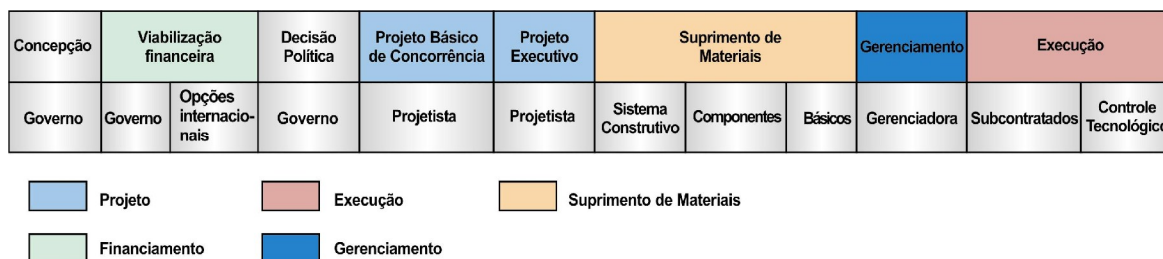 Concepção
Viabilização
financeira
Decisão
Política
Projeto Básico
de Concorrência
Projeto
Executivo
Suprimento de
Materiais
Gerenciamento
Execução
Governo
Governo
Opções
internacio-
nais
Governo
Projetista
Projetista
Sistema
Construtivo
Componentes
Básicos
Gerenciadora
Subcontratados
Controle
Tecnológico
Projeto
Execução
Suprimento de Materiais
Financiamento
Gerenciamento